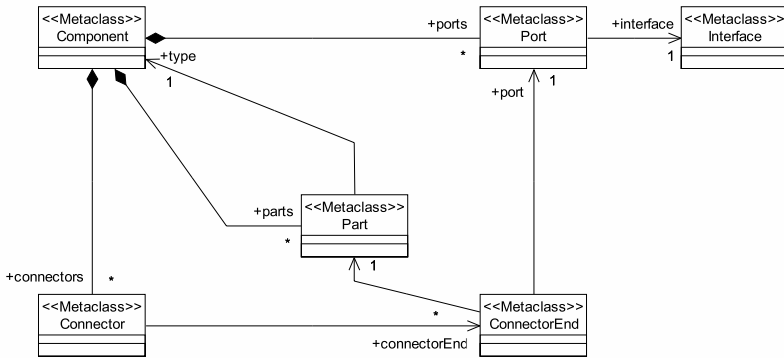 <<Metaclass>>
Component
+ports
*
<<Metaclass>>
Port
+interface
1
<<Metaclass>>
Interface
+type
1
+port
1
+parts
*
<<Metaclass>>
Part
1
+connectors
*
<<Metaclass>>
Connector
*
+connectorEnd
<<Metaclass>>
ConnectorEnd